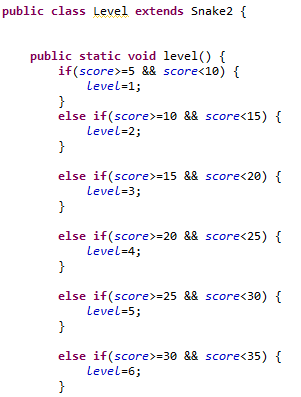 public class Level extends Snake2 {
public static void level() {
if(score>=5 && score<10) {
level=1;
}
else if(score>=10 && score<15) {
level=2;
}
else if(score>=15 && score<20) {
level=3;
}
else if(score>=20 && score<25) {
level=4;
}
else if(score>=25 && score<30) {
level=5;
}
else if(score>=30 && score<35) {
level=6;
}